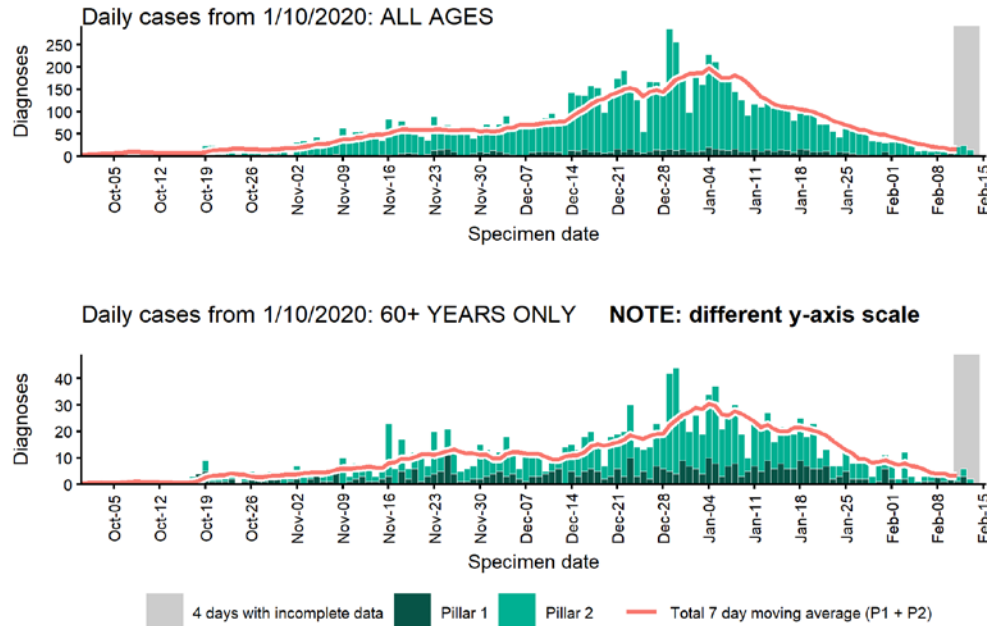 Daily cases from 1/10/2020: ALL AGES
Diagnoses
250
200
150
100
50
0
Oct-05
Oct-12
Oct-19
Oct-26
Nov-02
Nov-09
Nov-16
Nov-23
Nov-30
Dec-07
Dec-14
Dec-21
Dec-28
Jan-04
Jan-11
Jan-18
Jan-25
Feb-01
Feb-08
Feb-15
Specimen date
Daily cases from 1/10/2020: 60+ YEARS ONLY NOTE: different y-axis scale
Diagnoses
40
30
20
10
0
Oct-05
Oct-12
Oct-19
Oct-26
Nov-02
Nov-09
Nov-16
Nov-23
Nov-30
Dec-07
Dec-14
Dec-21
Dec-28
Jan-04
Jan-11
Jan-18
Jan-25
Feb-01
Feb-08
Feb-15
Specimen date
4 days with incomplete data Pillar 1 Pillar 2 Total 7 day moving average (P1 + P2)